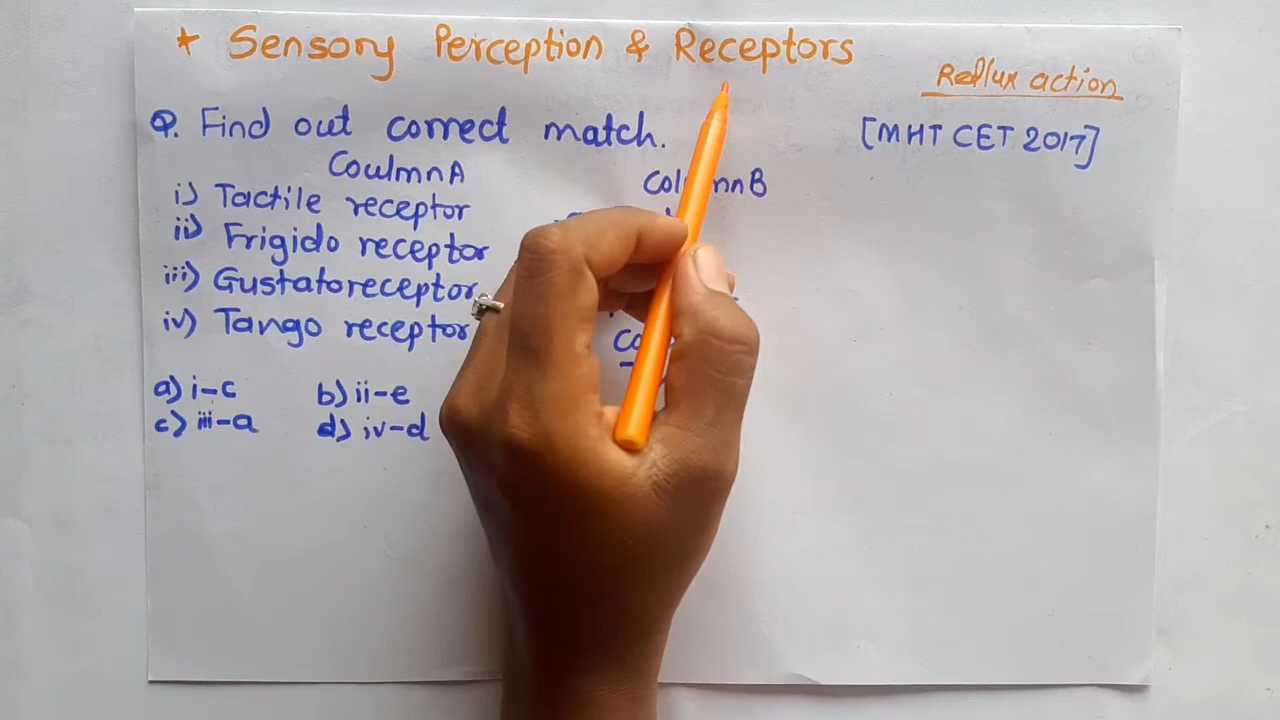 ★ Sensory Perception & Receptors
Reflux action
Q. Find out correct match. [MHT CET 2017]
CoulmnA
i) Tactile receptor
ii) Frigido receptor
iii) Gustatoreceptor
iv) Tango receptor
a) i-c b) ii-e
c) iii-a d) iv-d